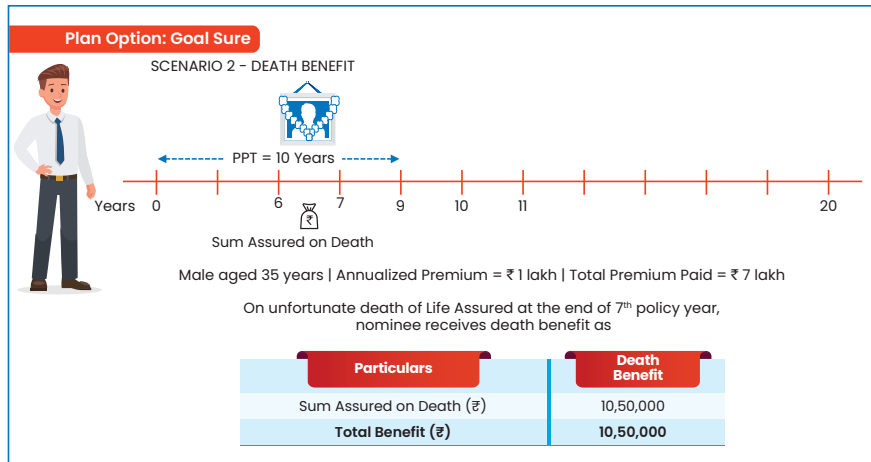 Plan Option: Goal Sure
SCENARIO 2 - DEATH BENEFIT
PPT = 10 Years
Years 0 6 7 9 10 11 20
₹
Sum Assured on Death
Male aged 35 years | Annualized Premium = ₹ 1 lakh | Total Premium Paid = ₹ 7 lakh
On unfortunate death of Life Assured at the end of 7th policy year,
nominee receives death benefit as
Particulars Death
Benefit
Sum Assured on Death (₹) 10,50,000
Total Benefit (₹) 10,50,000